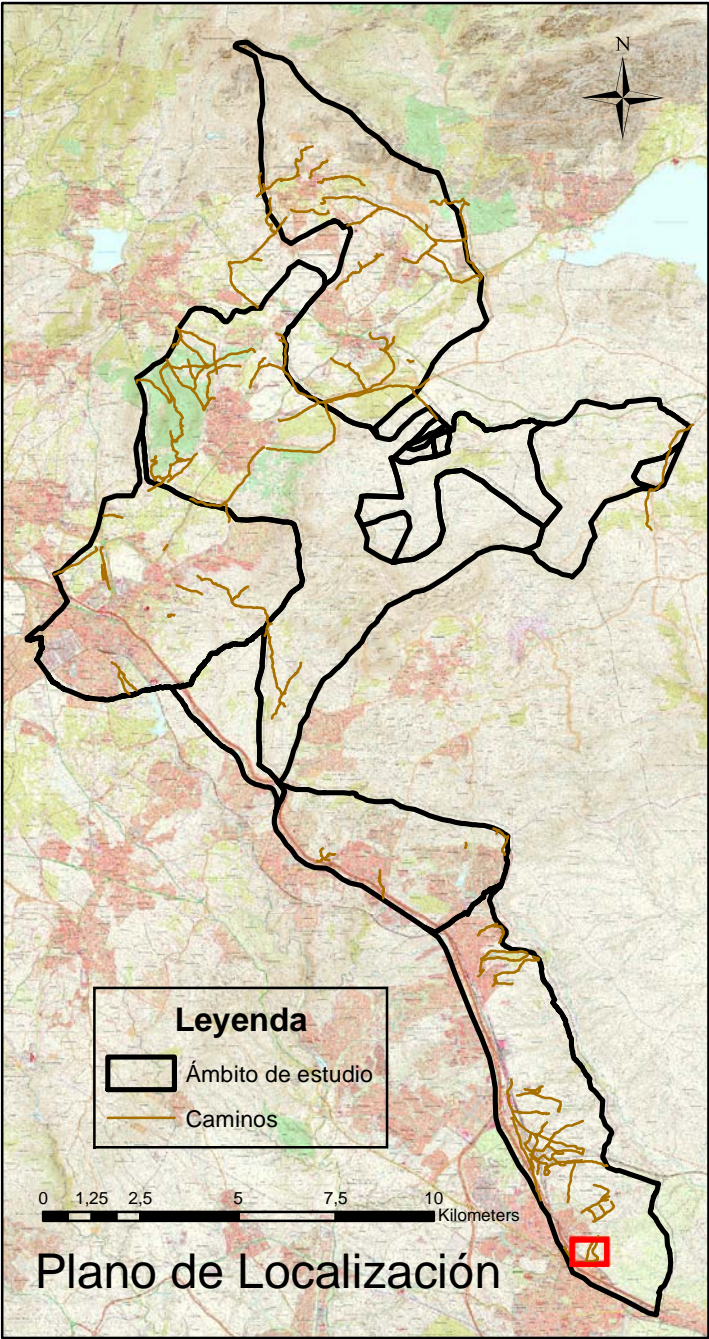 N
Leyenda
Ámbito de estudio
Caminos
0 1,25 2,5 5 7,5 10
Kilometers
Plano de Localización